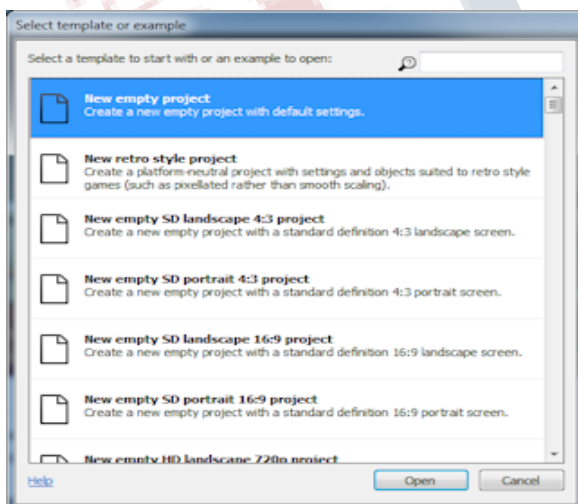 Select template or example
Select a template to start with or an example to open:
New empty project
Create a new empty project with default settings.
New retro style project
Create a platform-neutral project with settings and objects suited to retro style
games (such as pixellated rather than smooth scaling).
New empty SD landscape 4:3 project
Create a new empty project with a standard definition 4:3 landscape screen.
New empty SD portrait 4:3 project
Create a new empty project with a standard definition 4:3 portrait screen.
New empty SD landscape 16:9 project
Create a new empty project with a standard definition 16:9 landscape screen.
New empty SD portrait 16:9 project
Create a new empty project with a standard definition 16:9 portrait screen.
New empty HD landscape 720p project
Help
Open
Cancel